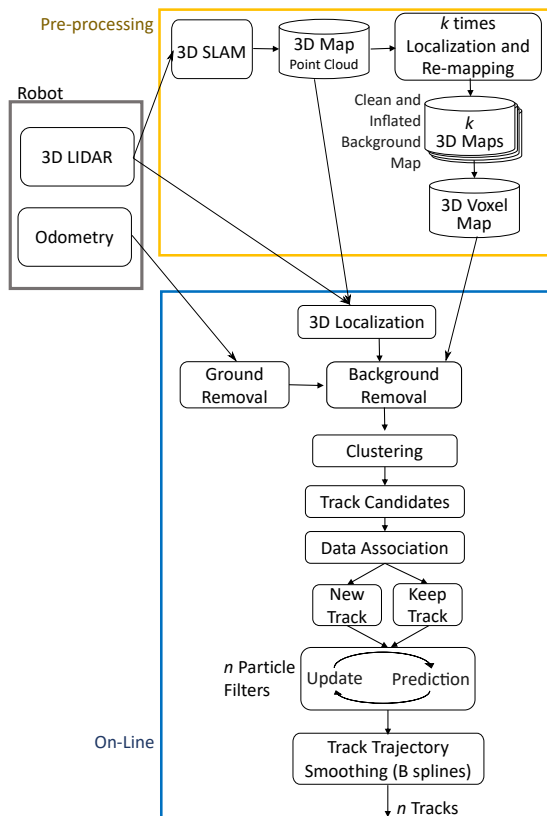 Pre-processing
3D SLAM
3D Map
Point Cloud
k times
Localization and
Re-mapping
Robot
3D LIDAR
Odometry
Clean and
Inflated
Background
Map
k
3D Maps
3D Voxel
Map
3D Localization
Ground
Removal
Background
Removal
Clustering
Track Candidates
Data Association
New
Track
Keep
Track
n Particle
Filters
Update
Prediction
On-Line
Track Trajectory
Smoothing (B splines)
n Tracks